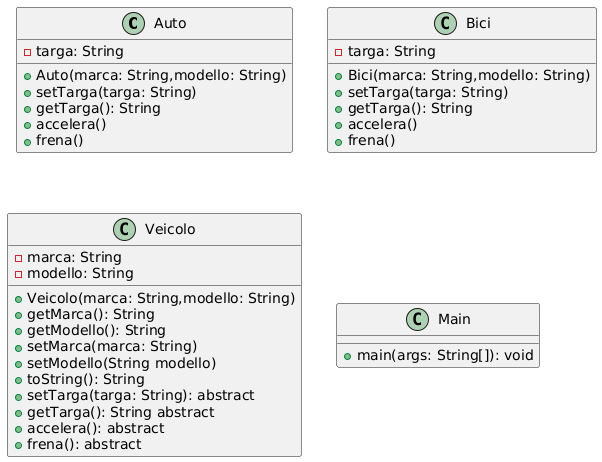 C Auto
targa: String
Auto(marca: String,modello: String)
setTarga(targa: String)
getTarga(): String
accelera()
frena()
C Bici
targa: String
Bici(marca: String,modello: String)
setTarga(targa: String)
getTarga(): String
accelera()
frena()
C Veicolo
marca: String
modello: String
Veicolo(marca: String,modello: String)
getMarca(): String
getModello(): String
setMarca(marca: String)
setModello(String modello)
toString(): String
setTarga(targa: String): abstract
getTarga(): String abstract
accelera(): abstract
frena(): abstract
C Main
main(args: String[]): void